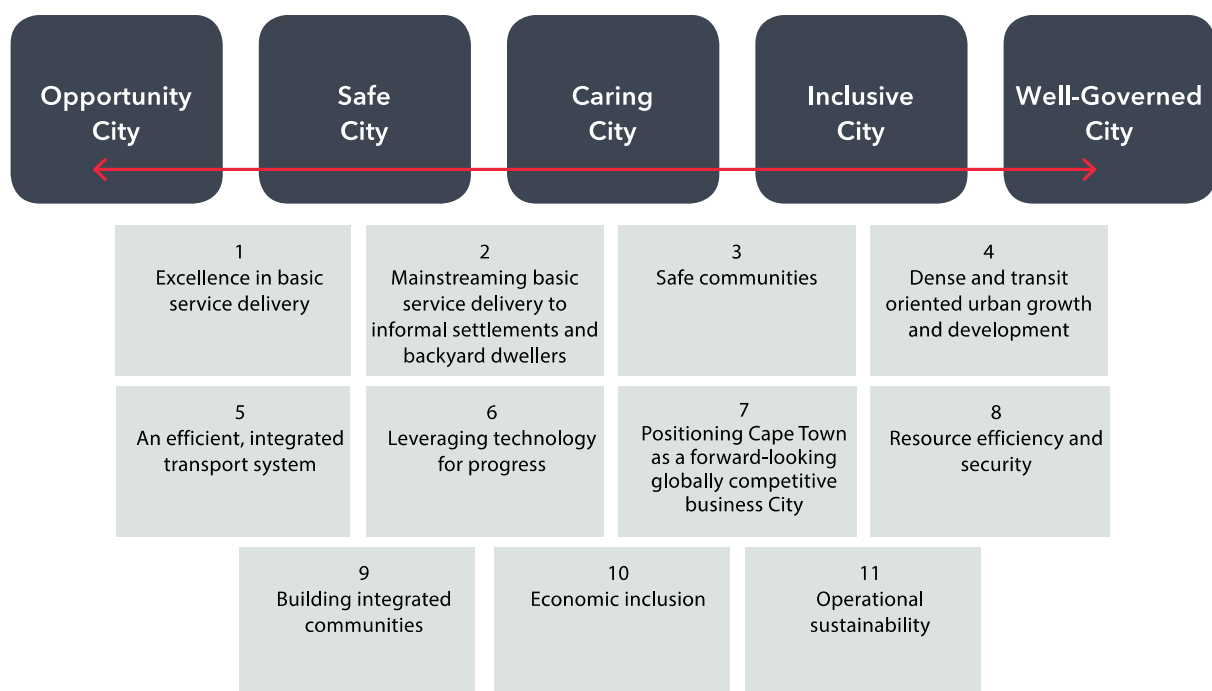 Opportunity
City
Safe
City
Caring
City
Inclusive
City
Well-Governed
City
1
Excellence in basic
service delivery
2
Mainstreaming basic
service delivery to
informal settlements and
backyard dwellers
3
Safe communities
4
Dense and transit
oriented urban growth
and development
5
An efficient, integrated
transport system
6
Leveraging technology
for progress
7
Positioning Cape Town
as a forward-looking
globally competitive
business City
8
Resource efficiency and
security
9
Building integrated
communities
10
Economic inclusion
11
Operational
sustainability